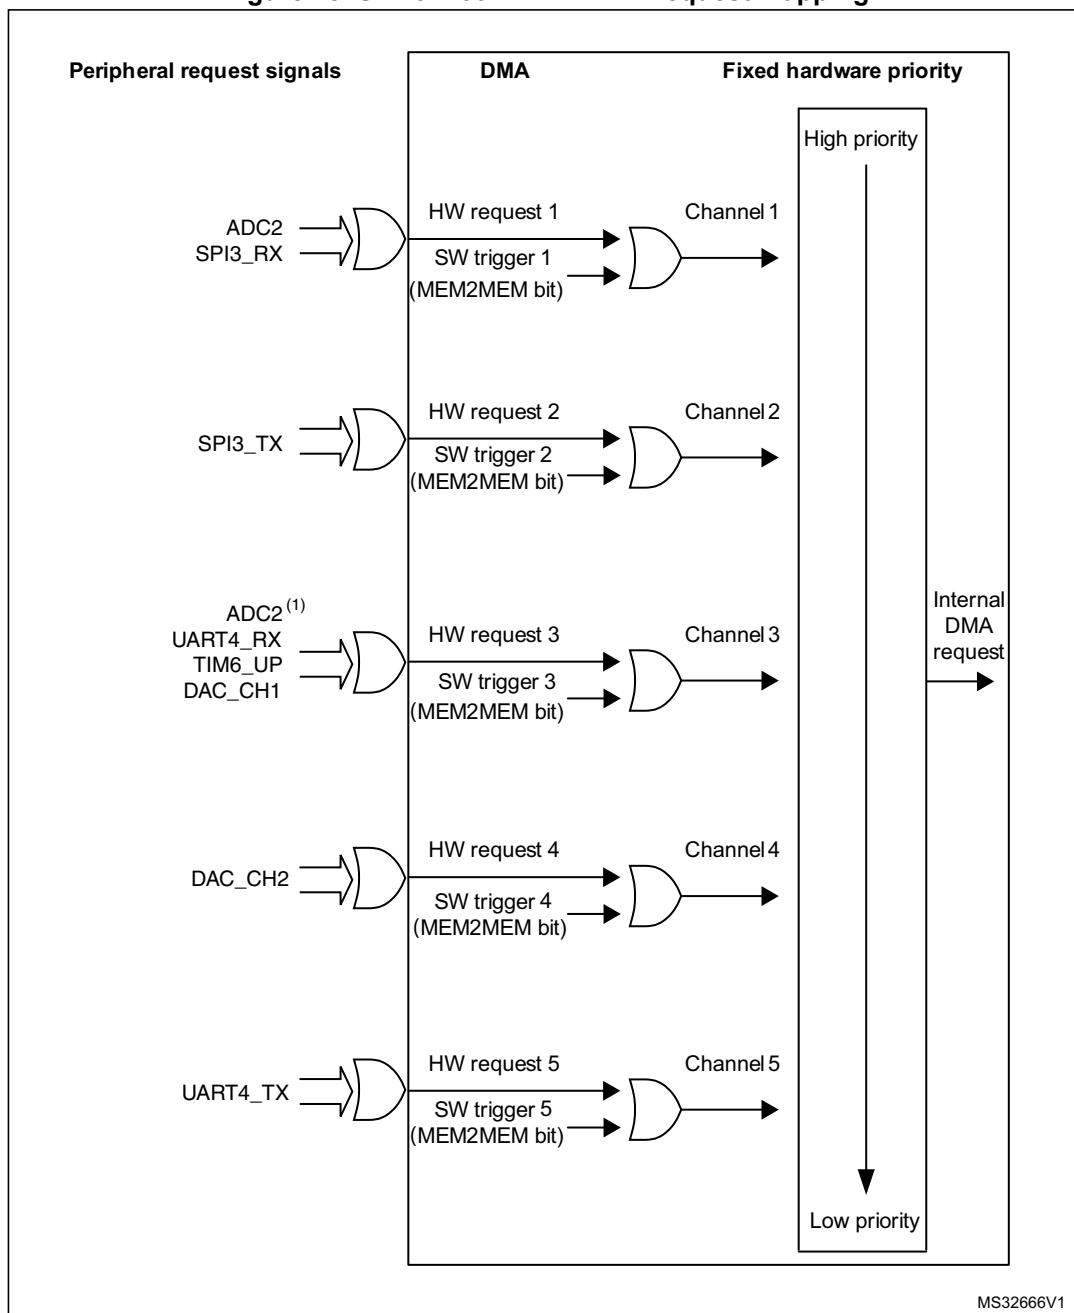 Peripheral request signals
DMA
Fixed hardware priority
High priority
ADC2
SPI3_RX
HW request 1
SW trigger 1
(MEM2MEM bit)
Channel 1
SPI3_TX
HW request 2
SW trigger 2
(MEM2MEM bit)
Channel 2
ADC2 (1)
UART4_RX
TIM6_UP
DAC_CH1
HW request 3
SW trigger 3
(MEM2MEM bit)
Channel 3
Internal
DMA
request
DAC_CH2
HW request 4
SW trigger 4
(MEM2MEM bit)
Channel 4
UART4_TX
HW request 5
SW trigger 5
(MEM2MEM bit)
Channel 5
Low priority
MS32666V1